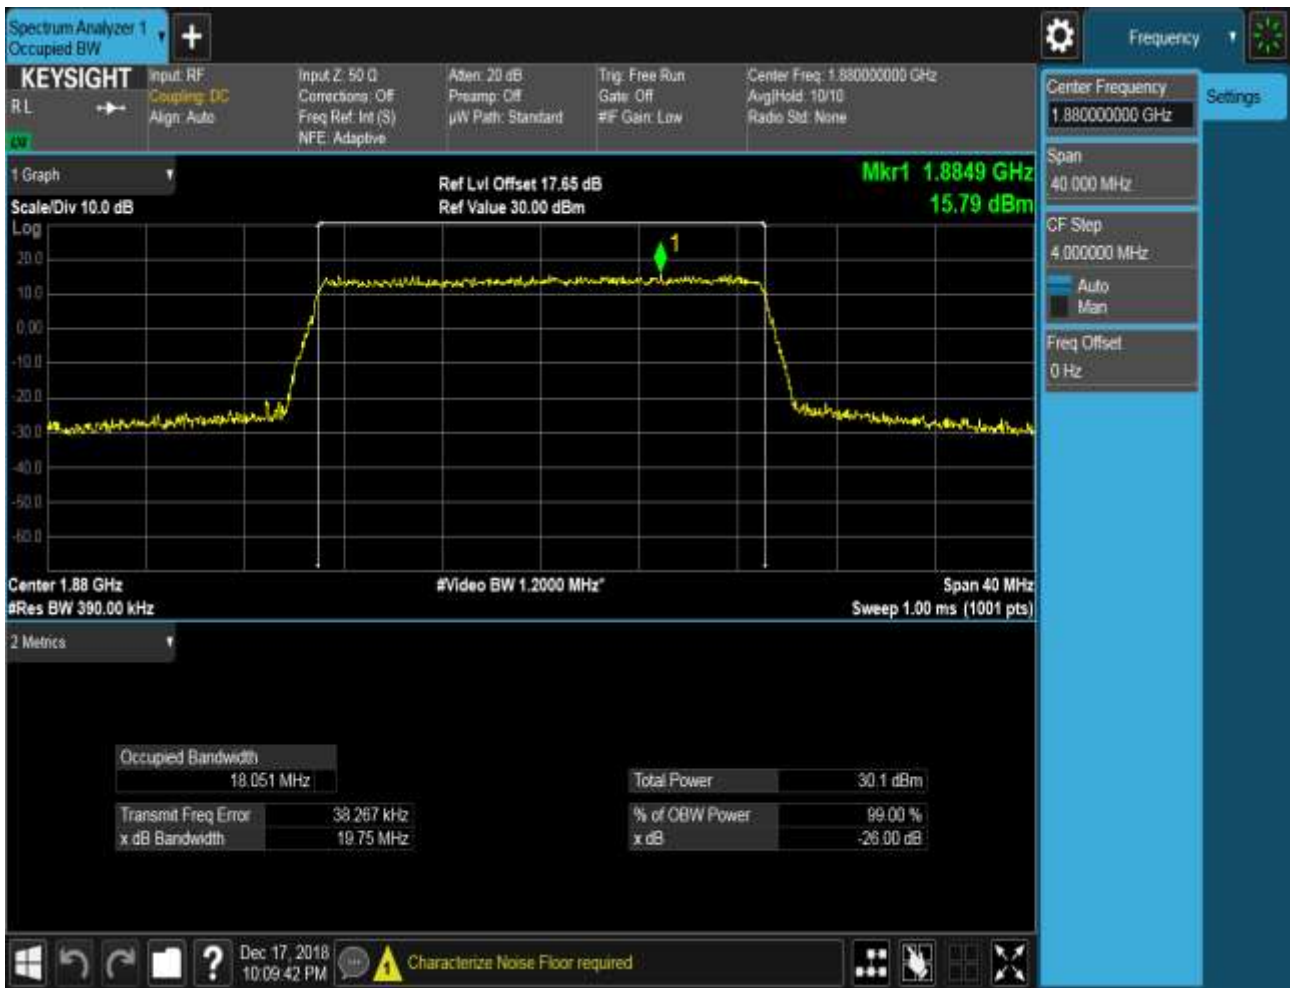 Spectrum Analyzer 1
Occupied BW
Frequency
KEYSIGHT
R L
Input: RF
Coupling: DC
Align: Auto
Input Z: 50 Ω
Corrections: Off
Freq Ref: Int (S)
NFE: Adaptive
Atten: 20 dB
Preamp: Off
µW Path: Standard
Trig: Free Run
Gate: Off
#IF Gain: Low
Center Freq: 1.880000000 GHz
Avg|Hold: 10/10
Radio Std: None
Center Frequency
1.880000000 GHz
Settings
Span
40.000 MHz
CF Step
4.000000 MHz
Auto
Man
Freq Offset
0 Hz
1 Graph
Scale/Div 10.0 dB
Log
Ref Lvl Offset 17.65 dB
Ref Value 30.00 dBm
Mkr1 1.8849 GHz
15.79 dBm
1
20.0
10.0
0.00
-10.0
-20.0
-30.0
-40.0
-50.0
-60.0
Center 1.88 GHz
#Video BW 1.2000 MHz*
Span 40 MHz
#Res BW 390.00 kHz
Sweep 1.00 ms (1001 pts)
2 Metrics
Occupied Bandwidth
18.051 MHz
Total Power 30.1 dBm
Transmit Freq Error 38.267 kHz
% of OBW Power 99.00 %
x dB Bandwidth 19.75 MHz
x dB -26.00 dB
?
Dec 17, 2018
10:09:42 PM
1
Characterize Noise Floor required